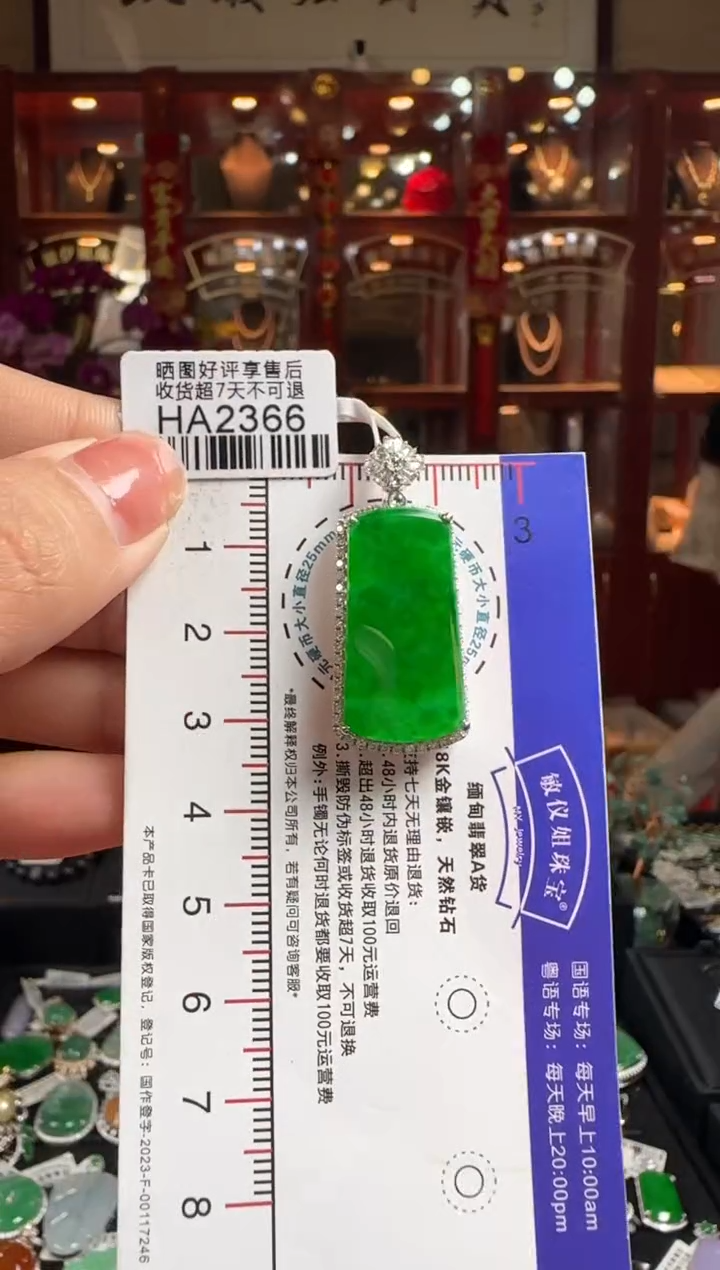 晒图好评享售后
收货超7天不可退
HA2366
3
1
2
3
4
5
6
7
8
硬币大小直径25mm
硬币大小直径25
敏仪姐珠宝®
MY Jewelry
国语专场：每天早上10:00am
粤语专场：每天晚上20:00pm
缅甸翡翠A货
8K金镶嵌，天然钻石
持七天无理由退货：
48小时内退货原价退回
超出48小时退货收取100元运营费
3.撕毁防伪标签或收货超7天，不可退换
例外：手镯无论何时退货都要收取100元运营费
*最终解释权归本公司所有，若有疑问可咨询客服*
本产品卡已取得国家版权登记，登记号：国作登字-2023-F-00117246